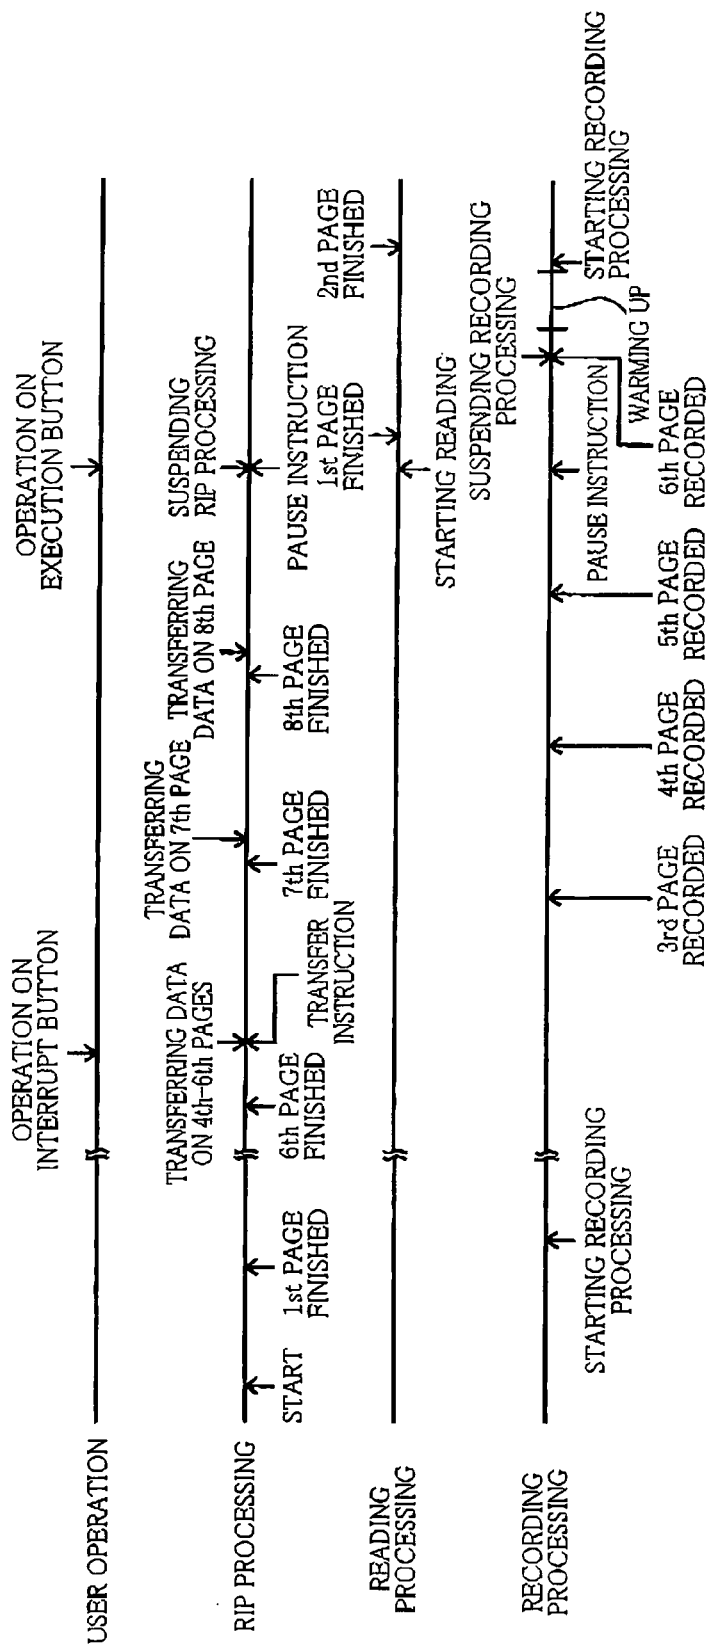 USER OPERATION
OPERATION ON
INTERRUPT BUTTON
OPERATION ON
EXECUTION BUTTON
RIP PROCESSING
START
1st PAGE
FINISHED
6th PAGE
FINISHED
TRANSFERRING DATA
ON 4th-6th PAGES
TRANSFER
INSTRUCTION
TRANSFERRING
DATA ON 7th PAGE
7th PAGE
FINISHED
TRANSFERRING
DATA ON 8th PAGE
8th PAGE
FINISHED
SUSPENDING
RIP PROCESSING
PAUSE INSTRUCTION
READING
PROCESSING
STARTING READING
1st PAGE
FINISHED
2nd PAGE
FINISHED
RECORDING
PROCESSING
STARTING RECORDING
PROCESSING
3rd PAGE
RECORDED
4th PAGE
RECORDED
5th PAGE
RECORDED
PAUSE INSTRUCTION
6th PAGE
RECORDED
SUSPENDING RECORDING
PROCESSING
WARMING UP
STARTING RECORDING
PROCESSING